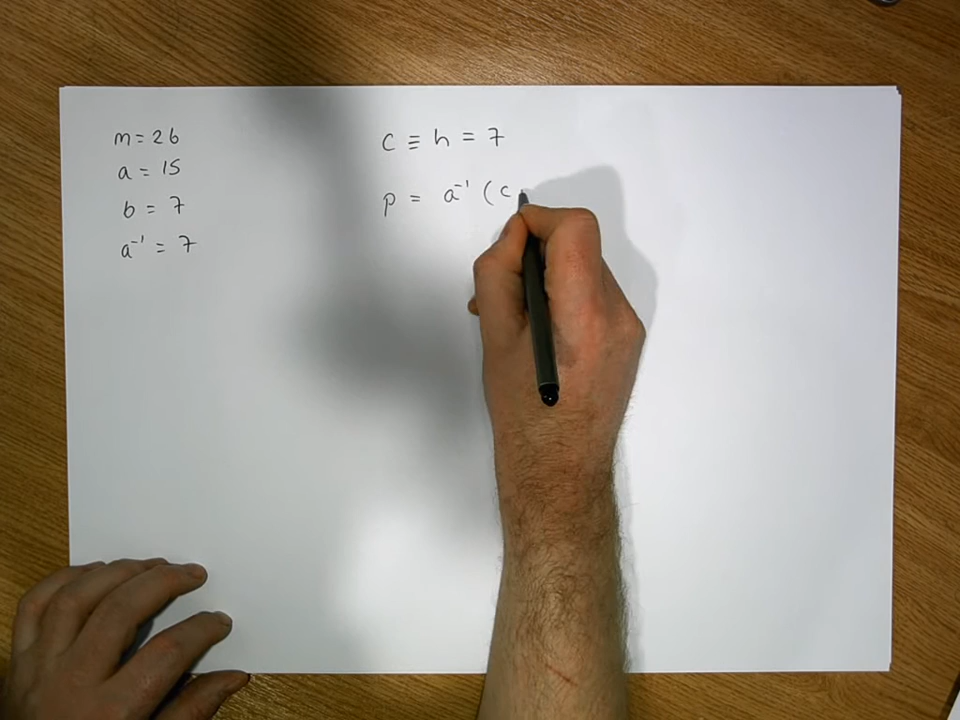 m = 26
a = 15
b = 7
a⁻¹ = 7
c ≡ h = 7
p = a⁻¹ (c